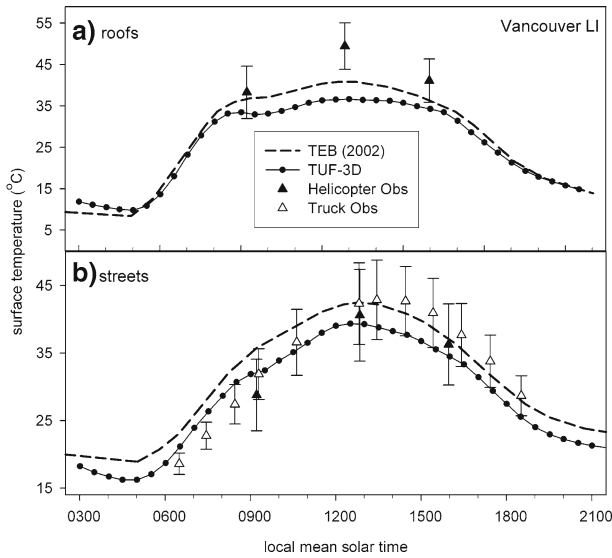 a) roofs
Vancouver LI
55
45
35
25
15
5
TEB (2002)
TUF-3D
Helicopter Obs
Truck Obs
surface temperature (°C)
b) streets
45
35
25
15
0300 0600 0900 1200 1500 1800 2100
local mean solar time